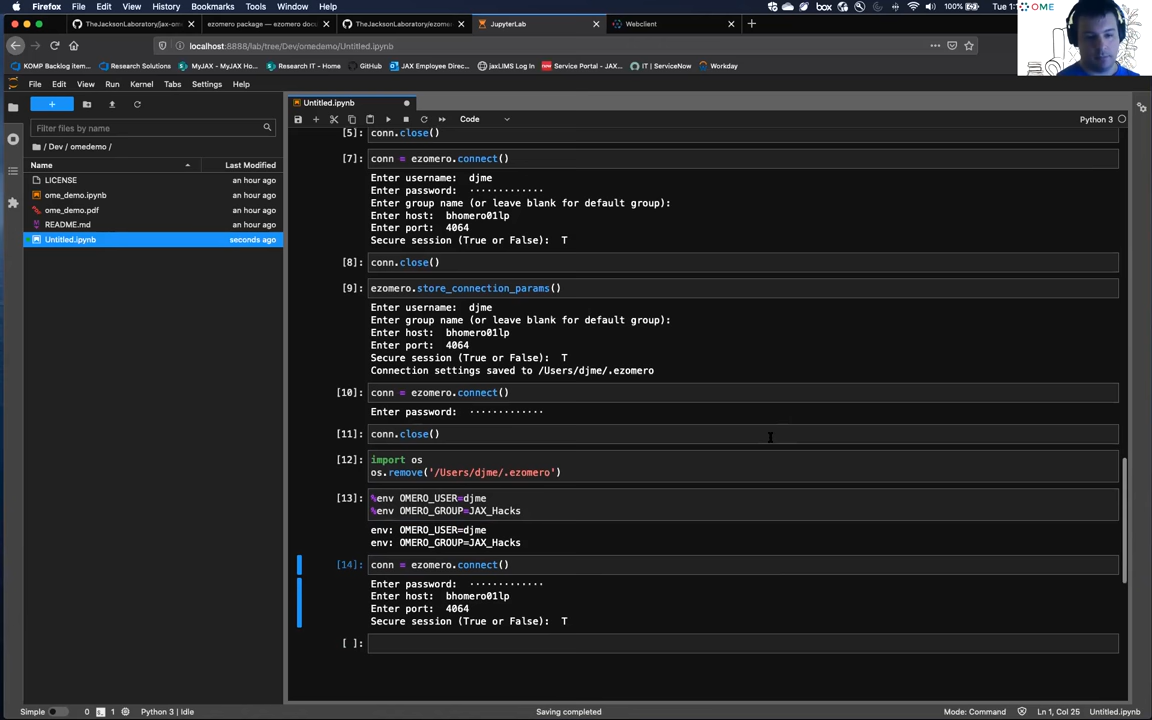 Firefox File Edit View History Bookmarks Tools Window Help
box
100%
Tu 1:
OME
TheJacksonLaboratory/jax-om
ezomero package — ezomero doc
TheJacksonLaboratory/ezome
JupyterLab
Webclient
localhost:8888/lab/tree/Dev/omedemo/Untitled.ipynb
KOMP Backlog item...
Research Solutions
MyJAX - MyJAX Ho...
Research IT - Home
GitHub
JAX Employee Direc...
jaxLIMS Log In
Service Portal - JAX...
IT | ServiceNow
Workday
File Edit View Run Kernel Tabs Settings Help
Untitled.ipynb
Code
Python 3
Filter files by name
/ Dev / omedemo /
Name
Last Modified
LICENSE an hour ago
ome_demo.ipynb an hour ago
ome_demo.pdf an hour ago
README.md an hour ago
Untitled.ipynb seconds ago
[5]: conn.close()
[7]: conn = ezomero.connect()
Enter username: djme
Enter password: ·············
Enter group name (or leave blank for default group):
Enter host: bhomero01lp
Enter port: 4064
Secure session (True or False): T
[8]: conn.close()
[9]: ezomero.store_connection_params()
Enter username: djme
Enter group name (or leave blank for default group):
Enter host: bhomero01lp
Enter port: 4064
Secure session (True or False): T
Connection settings saved to /Users/djme/.ezomero
[10]: conn = ezomero.connect()
Enter password: ·············
[11]: conn.close()
[12]: import os
os.remove('/Users/djme/.ezomero')
[13]: %env OMERO_USER=djme
%env OMERO_GROUP=JAX_Hacks
env: OMERO_USER=djme
env: OMERO_GROUP=JAX_Hacks
[14]: conn = ezomero.connect()
Enter password: ·············
Enter host: bhomero01lp
Enter port: 4064
Secure session (True or False): T
[ ]:
Simple
0
1
Python 3 | Idle
Saving completed
Mode: Command
Ln 1, Col 25
Untitled.ipynb